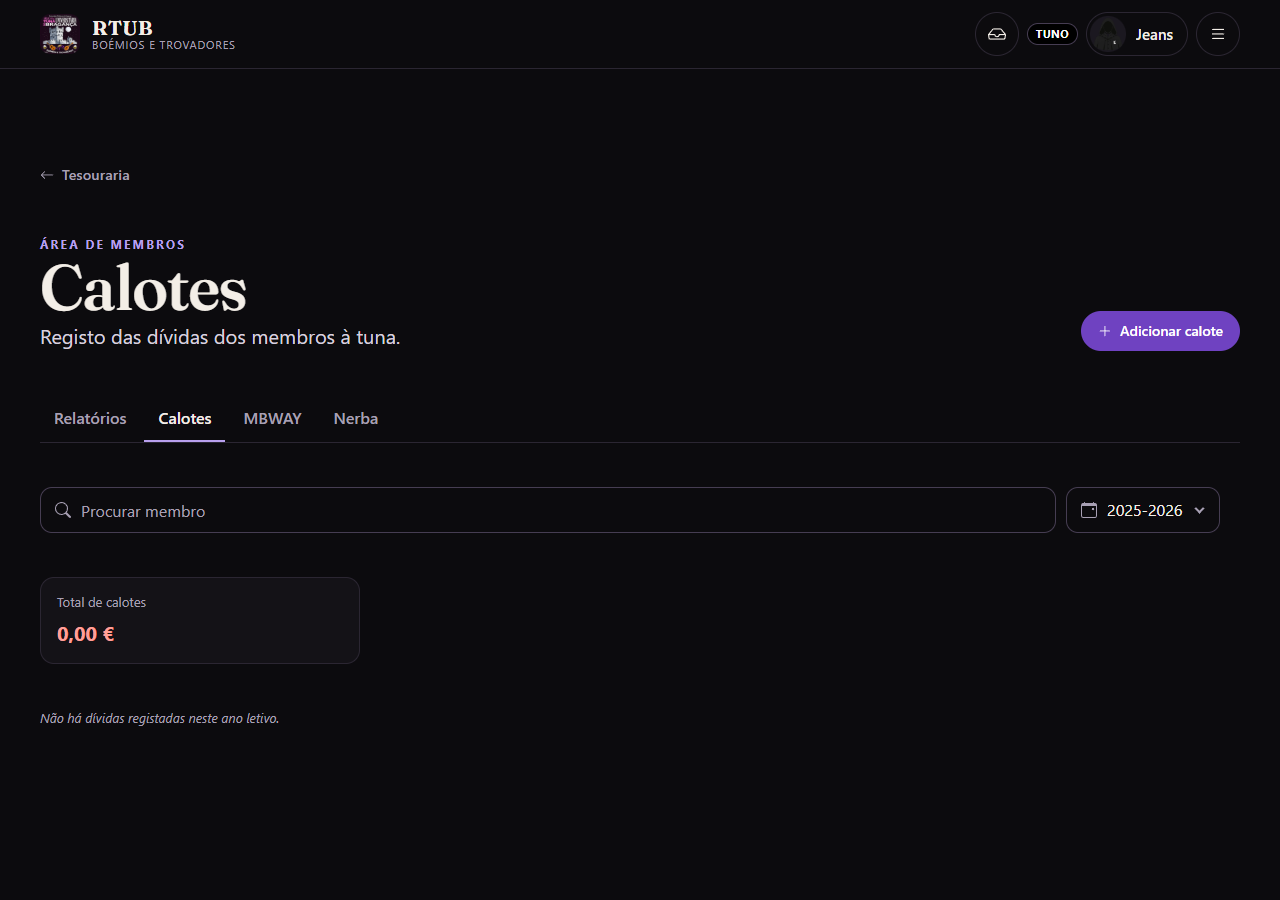 RTUB
BOÉMIOS E TROVADORES
TUNO
Jeans
Tesouraria
ÁREA DE MEMBROS
Calotes
Registo das dívidas dos membros à tuna.
Adicionar calote
Relatórios
Calotes
MBWAY
Nerba
Procurar membro
2025-2026
Total de calotes
0,00 €
Não há dívidas registadas neste ano letivo.